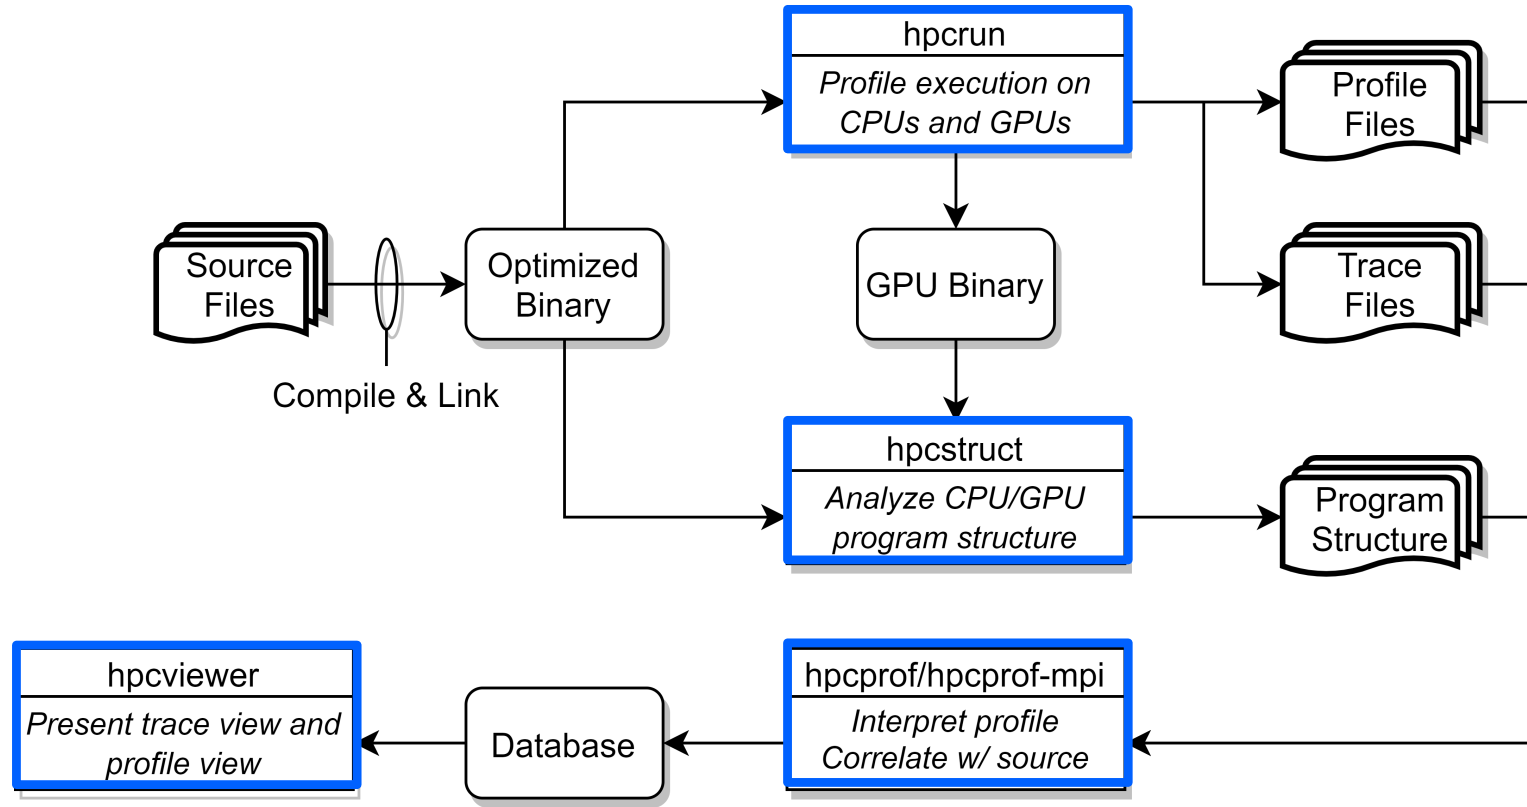 hpcrun
Profile execution on
CPUs and GPUs
Profile
Files
Source
Files
Optimized
Binary
GPU Binary
Trace
Files
Compile & Link
hpcstruct
Analyze CPU/GPU
program structure
Program
Structure
hpcviewer
Present trace view and
profile view
Database
hpcprof/hpcprof-mpi
Interpret profile
Correlate w/ source